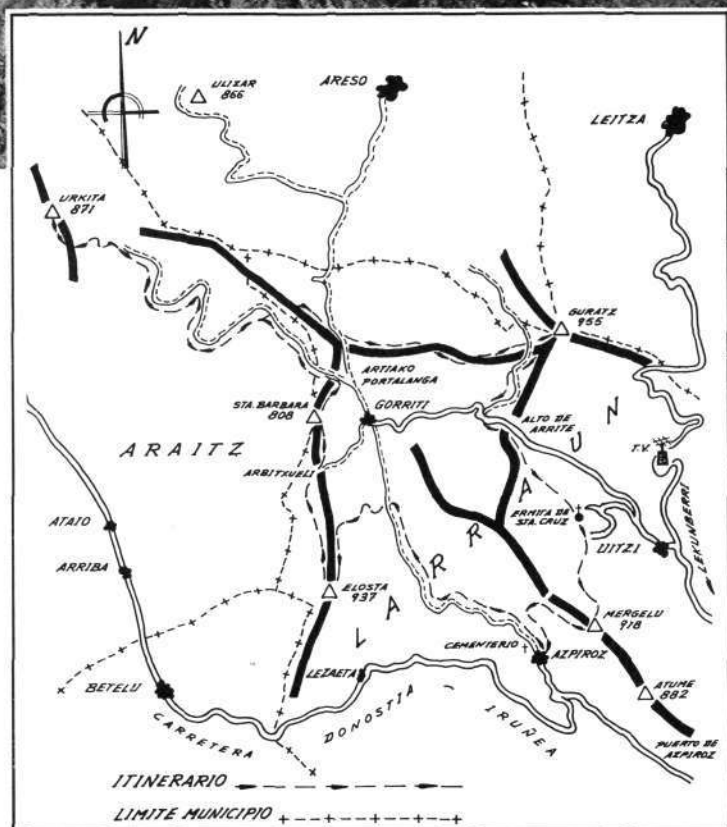 N
ULIZAR
866
ARESO
LEITZA
URKITA
871
GURATZ
955
ARTIAKO
PORTALANGA
STA. BARBARA
808
GORRITI
ALTO DE
ARRITE
T.V.
ARAITZ
ARBITXUELI
LARRAUN
ERMITA DE
STA. CRUZ
LEKUNBERRI
UITZI
ATAIO
ARRIBA
ELOSTA
937
MERGELU
918
CEMENTERIO
AZPIROZ
LEZAETA
BETELU
ATUME
882
CARRETERA DONOSTIA - IRUÑEA
PUERTO DE
AZPIROZ
ITINERARIO
LIMITE MUNICIPIO